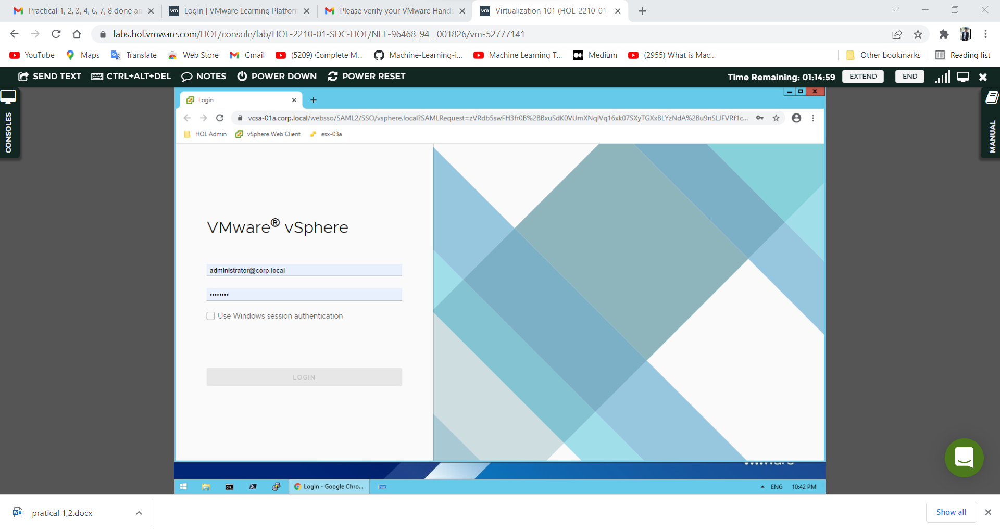 Practical 1, 2, 3, 4, 6, 7, 8 done an
Login | VMware Learning Platform
Please verify your VMware Hands
vm Virtualization 101 (HOL-2210-01-
labs.hol.vmware.com/HOL/console/lab/HOL-2210-01-SDC-HOL/NEE-96468_94__001826/vm-52777141
YouTube Maps Translate Web Store Gmail (5209) Complete M... Machine-Learning-i... Machine Learning T... Medium (2955) What is Mac... Other bookmarks Reading list
SEND TEXT CTRL+ALT+DEL NOTES POWER DOWN POWER RESET Time Remaining: 01:14:59 EXTEND END
CONSOLES
MANUAL
Login
vcsa-01a.corp.local/websso/SAML2/SSO/vsphere.local?SAMLRequest=zVRdb5swFH3fr0B%2BBxuSdK0VUmXNqlVq16xk07SXyTGXxBLYzNdA%2Bu9nSLJFVRf1c...
HOL Admin vSphere Web Client esx-03a
VMware® vSphere
administrator@corp.local
••••••••
Use Windows session authentication
LOGIN
Login - Google Chro... ENG 10:42 PM
pratical 1,2.docx Show all